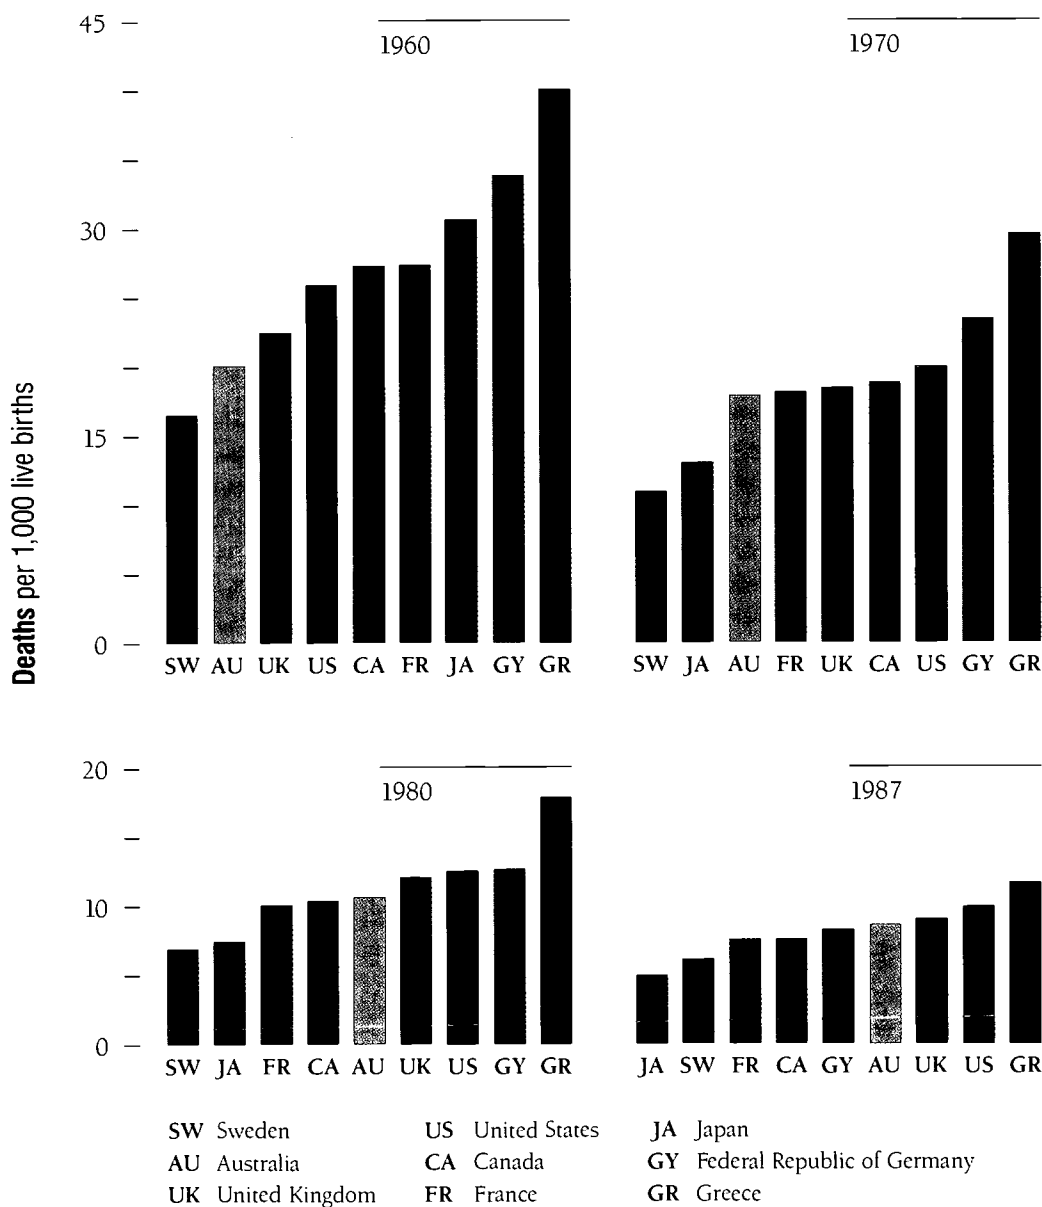 45
1960
1970
30
15
0
Deaths per 1,000 live births
SW AU UK US CA FR JA GY GR
SW JA AU FR UK CA US GY GR
20
1980
1987
10
0
SW JA FR CA AU UK US GY GR
JA SW FR CA GY AU UK US GR
SW Sweden US United States JA Japan
AU Australia CA Canada GY Federal Republic of Germany
UK United Kingdom FR France GR Greece